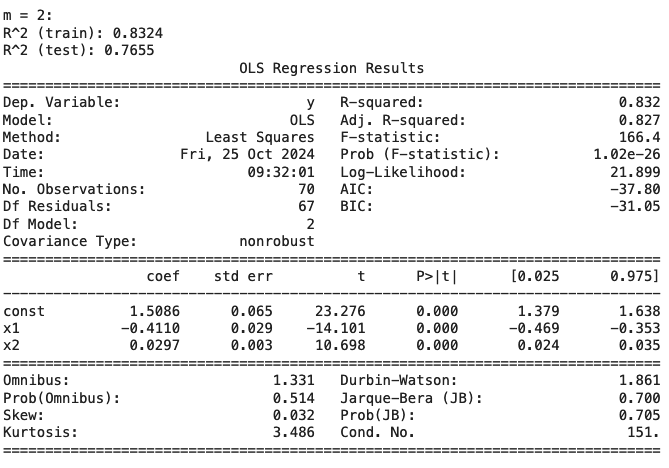 m = 2:
R^2 (train): 0.8324
R^2 (test): 0.7655
OLS Regression Results
==============================================================================
Dep. Variable: y R-squared: 0.832
Model: OLS Adj. R-squared: 0.827
Method: Least Squares F-statistic: 166.4
Date: Fri, 25 Oct 2024 Prob (F-statistic): 1.02e-26
Time: 09:32:01 Log-Likelihood: 21.899
No. Observations: 70 AIC: -37.80
Df Residuals: 67 BIC: -31.05
Df Model: 2
Covariance Type: nonrobust
==============================================================================
coef std err t P>|t| [0.025 0.975]
------------------------------------------------------------------------------
const 1.5086 0.065 23.276 0.000 1.379 1.638
x1 -0.4110 0.029 -14.101 0.000 -0.469 -0.353
x2 0.0297 0.003 10.698 0.000 0.024 0.035
==============================================================================
Omnibus: 1.331 Durbin-Watson: 1.861
Prob(Omnibus): 0.514 Jarque-Bera (JB): 0.700
Skew: 0.032 Prob(JB): 0.705
Kurtosis: 3.486 Cond. No. 151.
==============================================================================